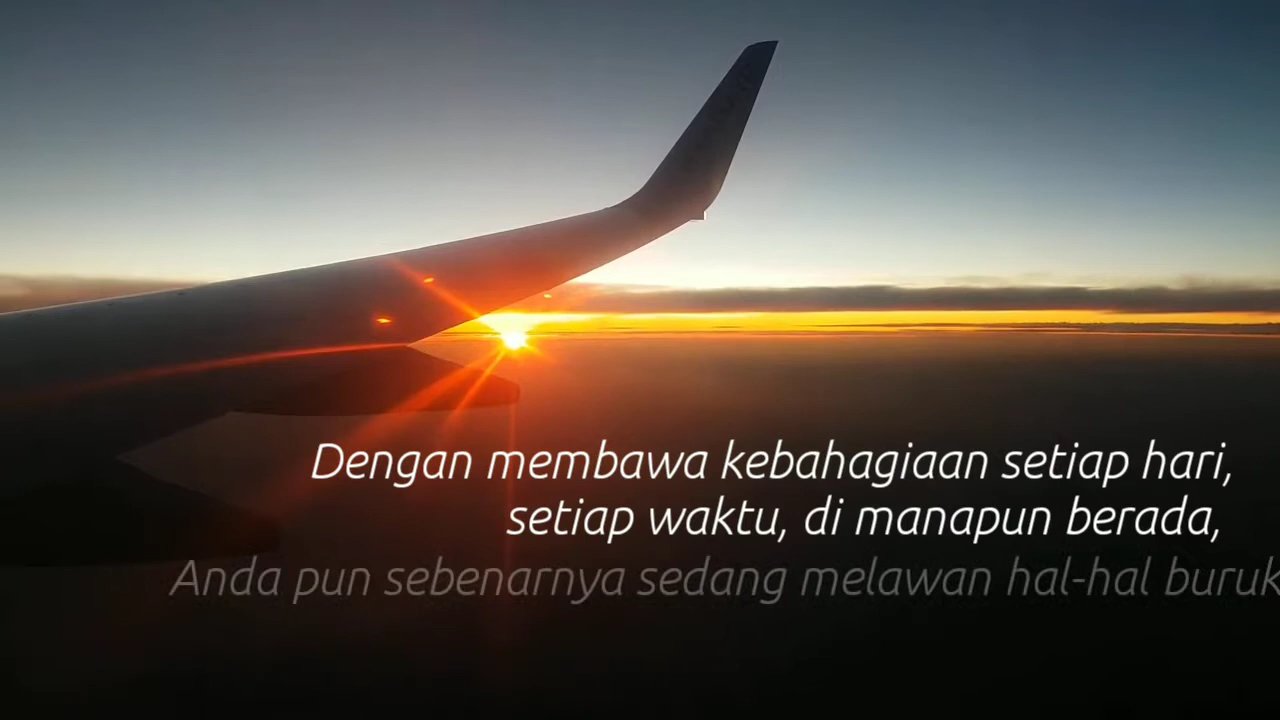 Dengan membawa kebahagiaan setiap hari,
setiap waktu, di manapun berada,
Anda pun sebenarnya sedang melawan hal-hal buruk